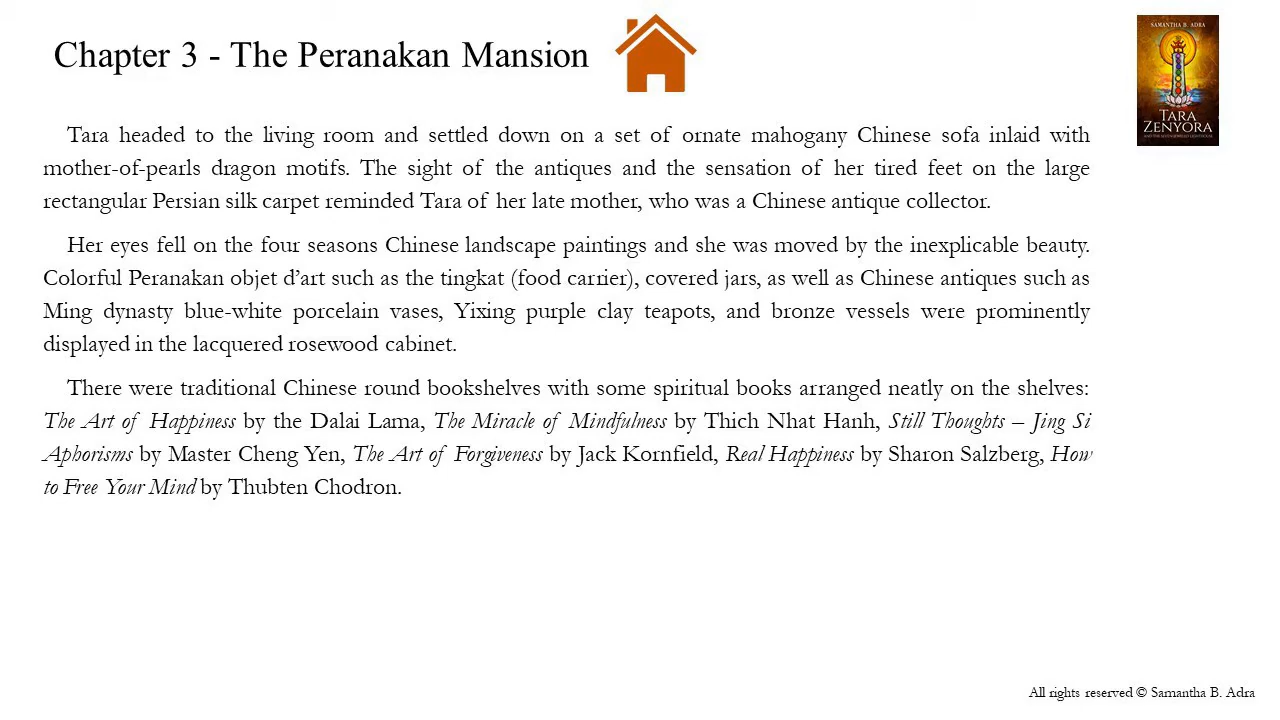 Chapter 3 - The Peranakan Mansion
SAMANTHA B. ADRA
TARA
ZENYORA
Tara headed to the living room and settled down on a set of ornate mahogany Chinese sofa inlaid with
mother-of-pearls dragon motifs. The sight of the antiques and the sensation of her tired feet on the large
rectangular Persian silk carpet reminded Tara of her late mother, who was a Chinese antique collector.
Her eyes fell on the four seasons Chinese landscape paintings and she was moved by the inexplicable beauty.
Colorful Peranakan objet d’art such as the tingkat (food carrier), covered jars, as well as Chinese antiques such as
Ming dynasty blue-white porcelain vases, Yixing purple clay teapots, and bronze vessels were prominently
displayed in the lacquered rosewood cabinet.
There were traditional Chinese round bookshelves with some spiritual books arranged neatly on the shelves:
The Art of Happiness by the Dalai Lama, The Miracle of Mindfulness by Thich Nhat Hanh, Still Thoughts – Jing Si
Aphorisms by Master Cheng Yen, The Art of Forgiveness by Jack Kornfield, Real Happiness by Sharon Salzberg, How
to Free Your Mind by Thubten Chodron.
All rights reserved © Samantha B. Adra